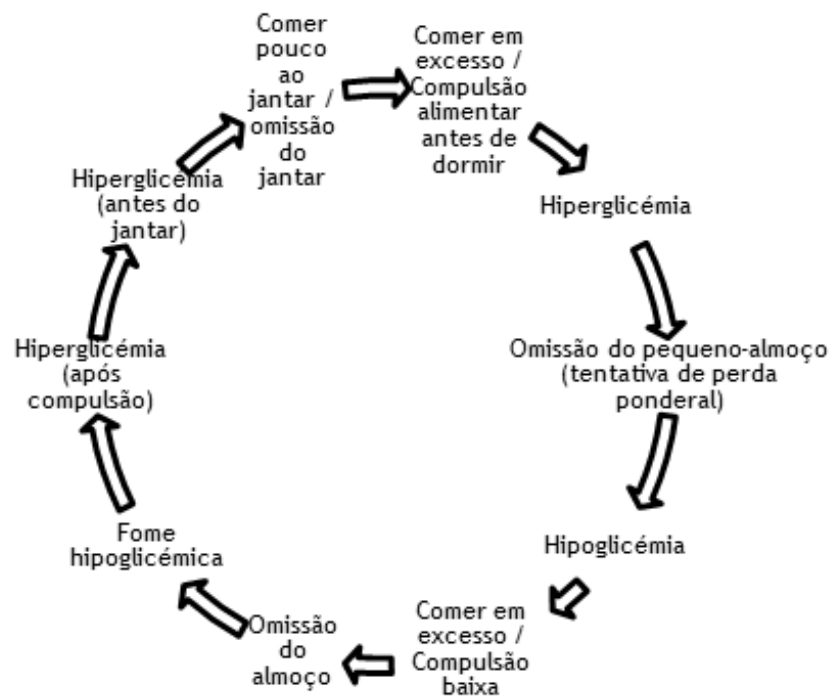 Comer
pouco
ao
jantar /
omissão
do
jantar
Comer em
excesso /
Compulsão
alimentar
antes de
dormir
Hiperglicémia
Omissão do pequeno-almoço
(tentativa de perda
ponderal)
Hipoglicémia
Comer em
excesso /
Compulsão
baixa
Omissão
do
almoço
Fome
hipoglicémica
Hiperglicémia
(após
compulsão)
Hiperglicémia
(antes do
jantar)